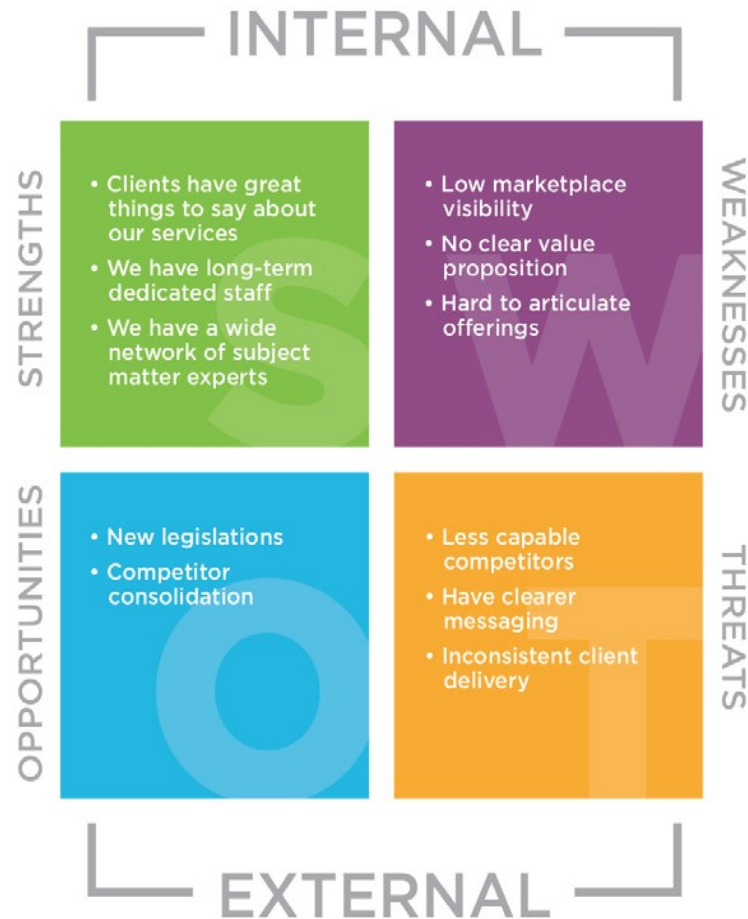 INTERNAL
STRENGTHS
• Clients have great
things to say about
our services
• We have long-term
dedicated staff
• We have a wide
network of subject
matter experts
S
• Low marketplace
visibility
• No clear value
proposition
• Hard to articulate
offerings
W
WEAKNESSES
OPPORTUNITIES
• New legislations
• Competitor
consolidation
O
• Less capable
competitors
• Have clearer
messaging
• Inconsistent client
delivery
T
THREATS
EXTERNAL